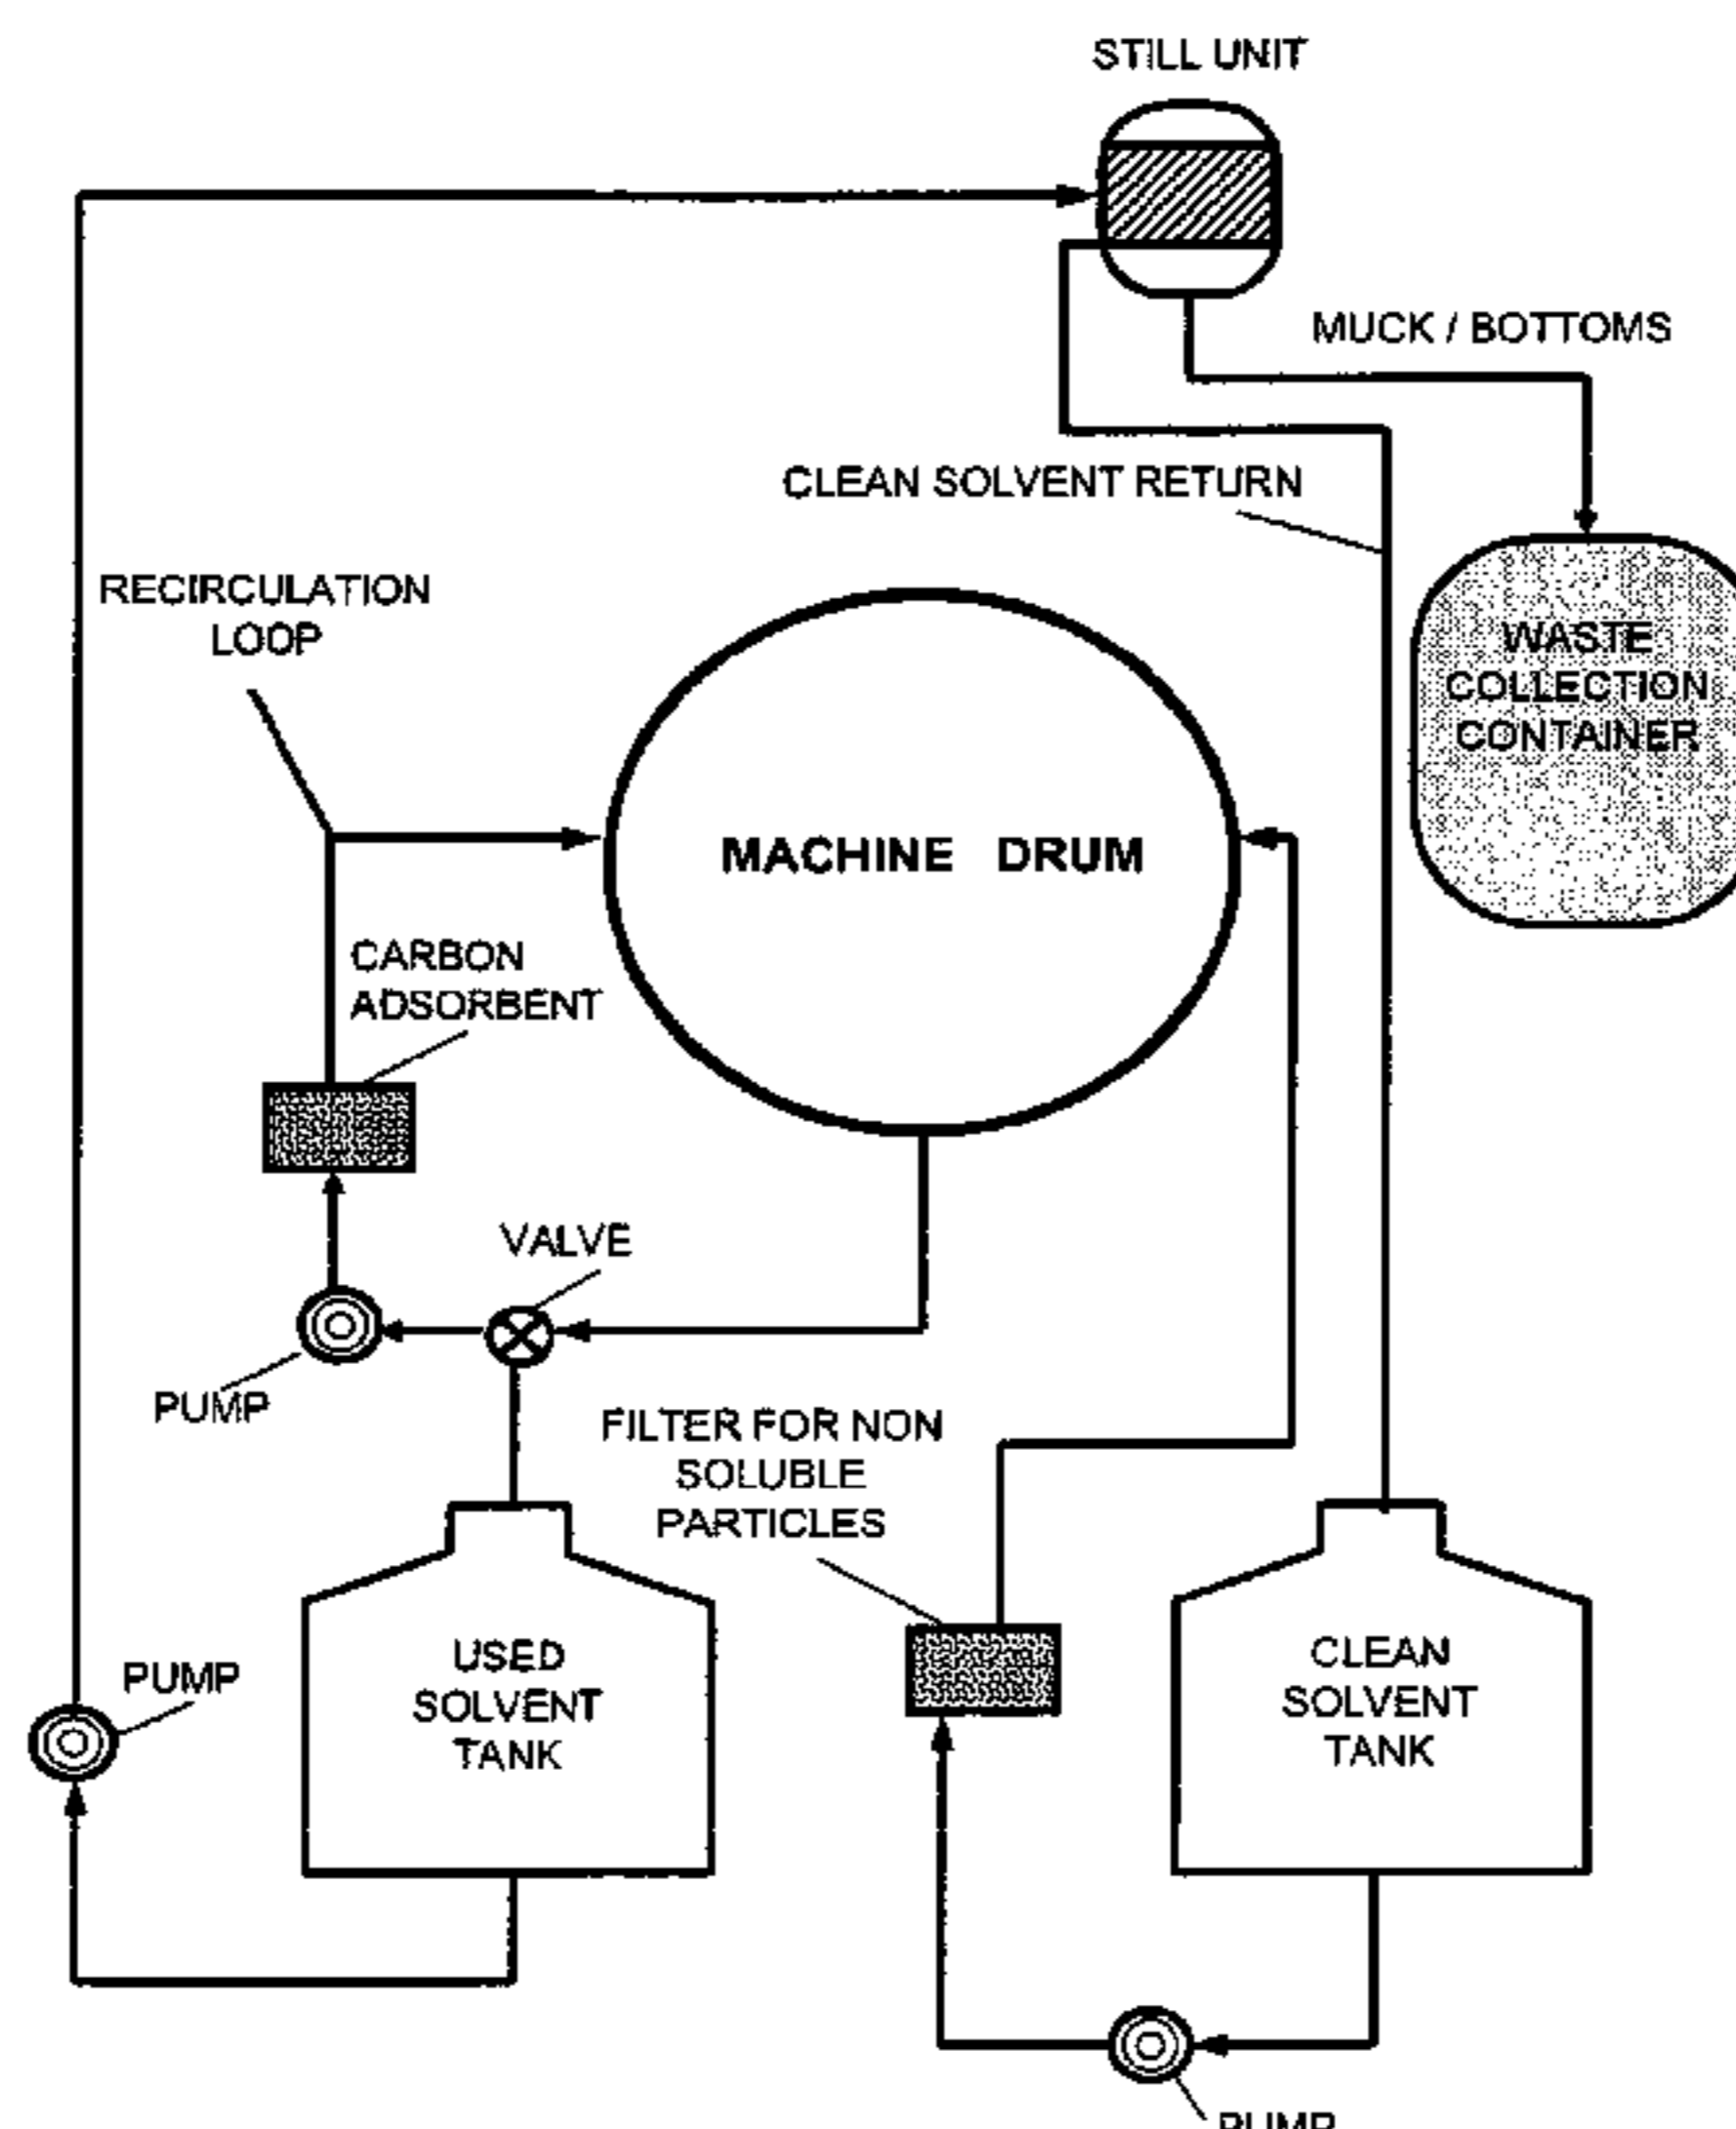 STILL UNIT
MUCK / BOTTOMS
CLEAN SOLVENT RETURN
RECIRCULATION
LOOP
WASTE
COLLECTION
CONTAINER
MACHINE DRUM
CARBON
ADSORBENT
VALVE
PUMP
FILTER FOR NON
SOLUBLE
PARTICLES
USED
SOLVENT
TANK
CLEAN
SOLVENT
TANK
PUMP
PUMP